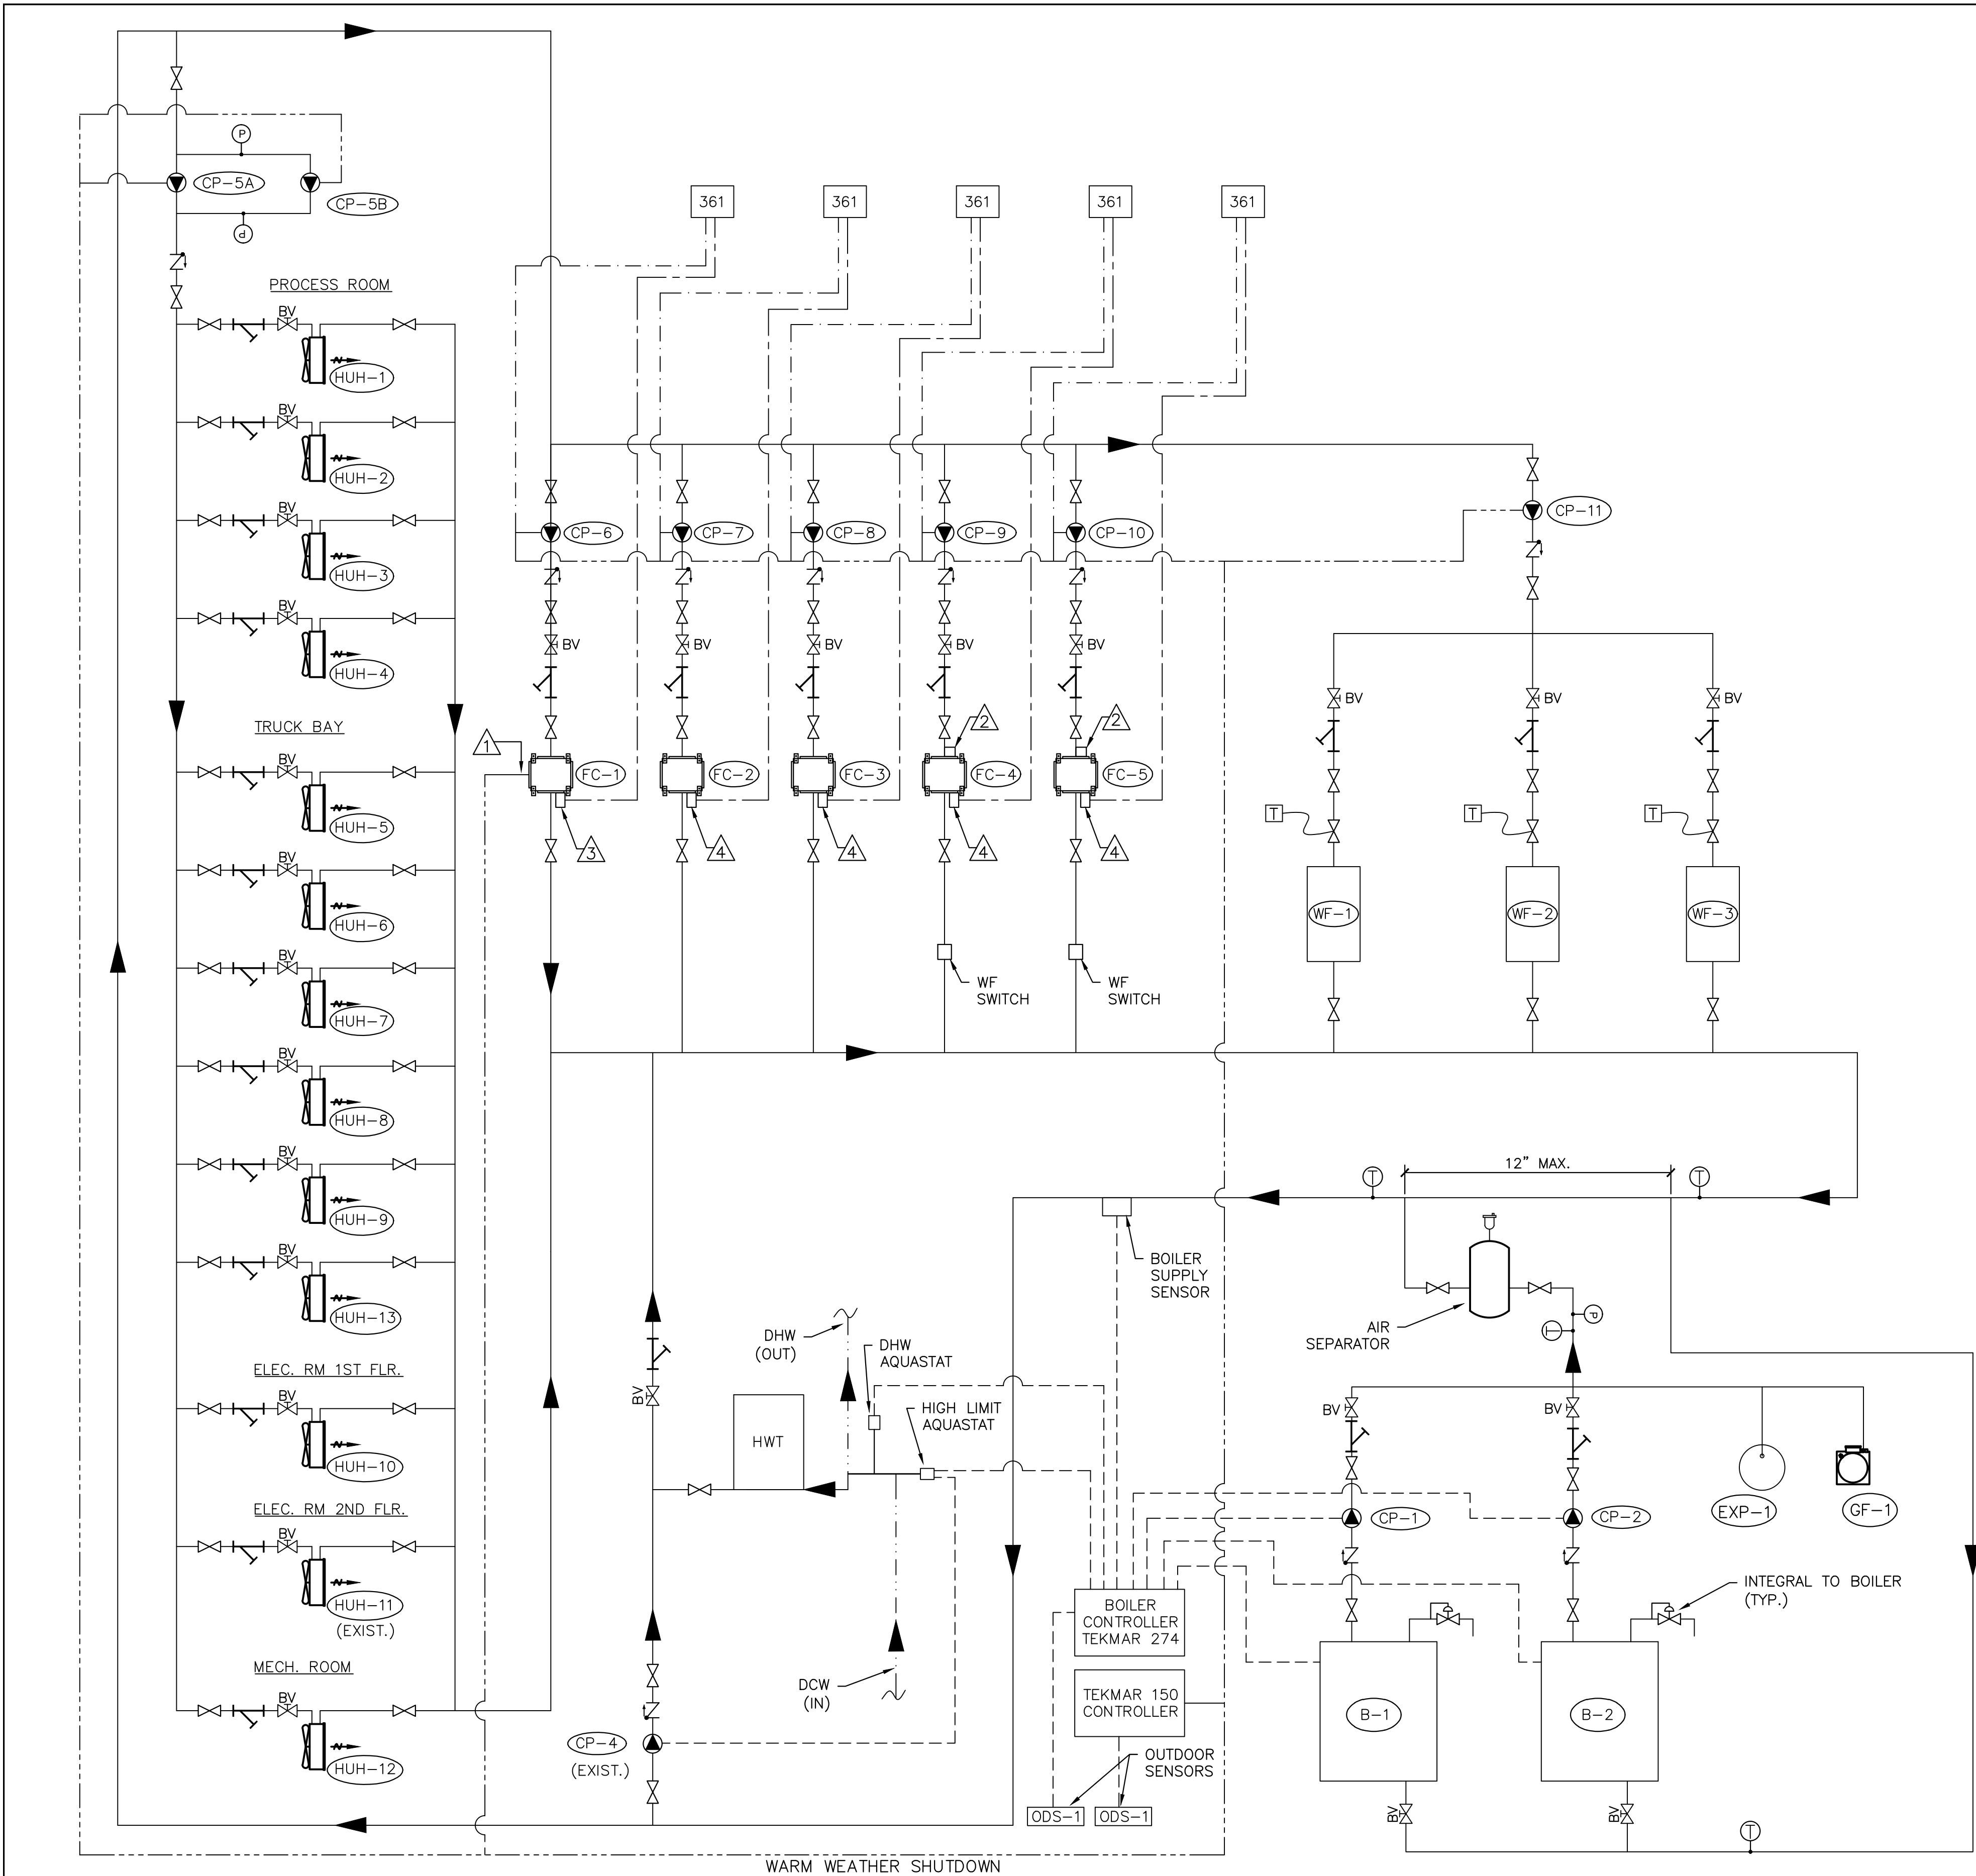 P
CP-5A
CP-5B
P
361
361
361
361
361
PROCESS ROOM
BV
HUH-1
BV
HUH-2
BV
HUH-3
BV
HUH-4
TRUCK BAY
BV
HUH-5
BV
HUH-6
BV
HUH-7
BV
HUH-8
BV
HUH-9
BV
HUH-13
ELEC. RM 1ST FLR.
BV
HUH-10
ELEC. RM 2ND FLR.
BV
HUH-11
(EXIST.)
MECH. ROOM
BV
HUH-12
CP-6
CP-7
CP-8
CP-9
CP-10
CP-11
BV
BV
BV
BV
BV
BV
BV
BV
1
2
2
FC-1
FC-2
FC-3
FC-4
FC-5
3
4
4
4
4
T
T
T
WF-1
WF-2
WF-3
WF
SWITCH
WF
SWITCH
12" MAX.
T
T
BOILER
SUPPLY
SENSOR
AIR
SEPARATOR
P
T
DHW
(OUT)
DHW
AQUASTAT
HIGH LIMIT
AQUASTAT
BV
HWT
BV
BV
CP-1
CP-2
EXP-1
GF-1
INTEGRAL TO BOILER
(TYP.)
BOILER
CONTROLLER
TEKMAR 274
DCW
(IN)
TEKMAR 150
CONTROLLER
B-1
B-2
CP-4
(EXIST.)
OUTDOOR
SENSORS
ODS-1
ODS-1
BV
BV
T
WARM WEATHER SHUTDOWN